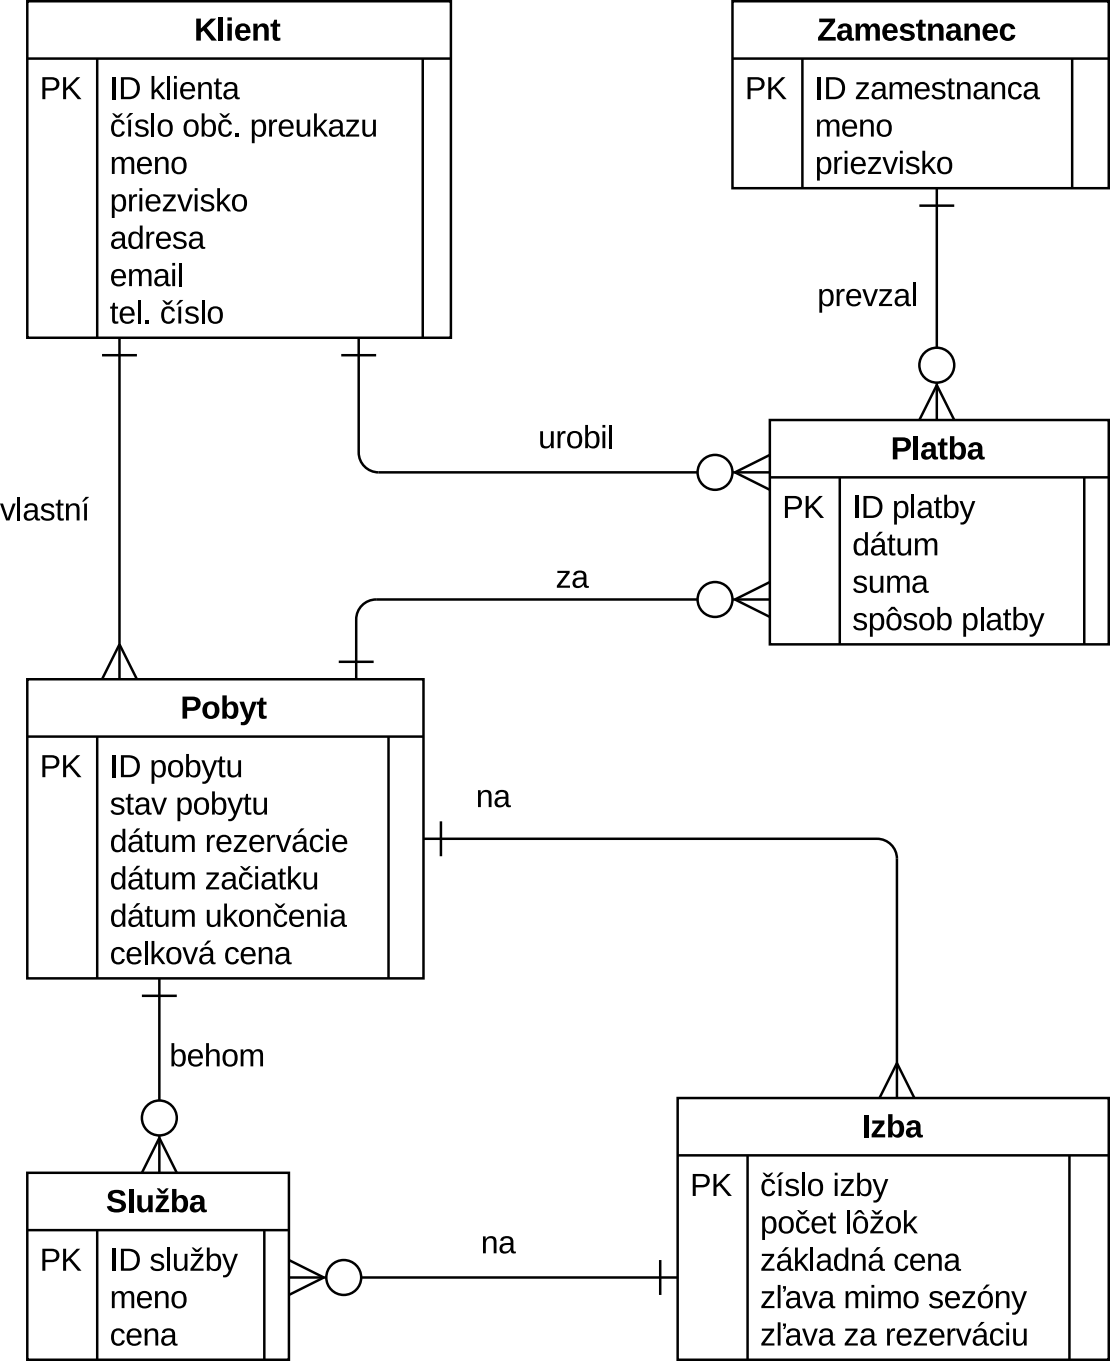 Klient
PK
ID klienta
číslo obč. preukazu
meno
priezvisko
adresa
email
tel. číslo
Zamestnanec
PK
ID zamestnanca
meno
priezvisko
prevzal
urobil
vlastní
za
Platba
PK
ID platby
dátum
suma
spôsob platby
Pobyt
PK
ID pobytu
stav pobytu
dátum rezervácie
dátum začiatku
dátum ukončenia
celková cena
na
behom
Služba
PK
ID služby
meno
cena
na
Izba
PK
číslo izby
počet lôžok
základná cena
zľava mimo sezóny
zľava za rezerváciu